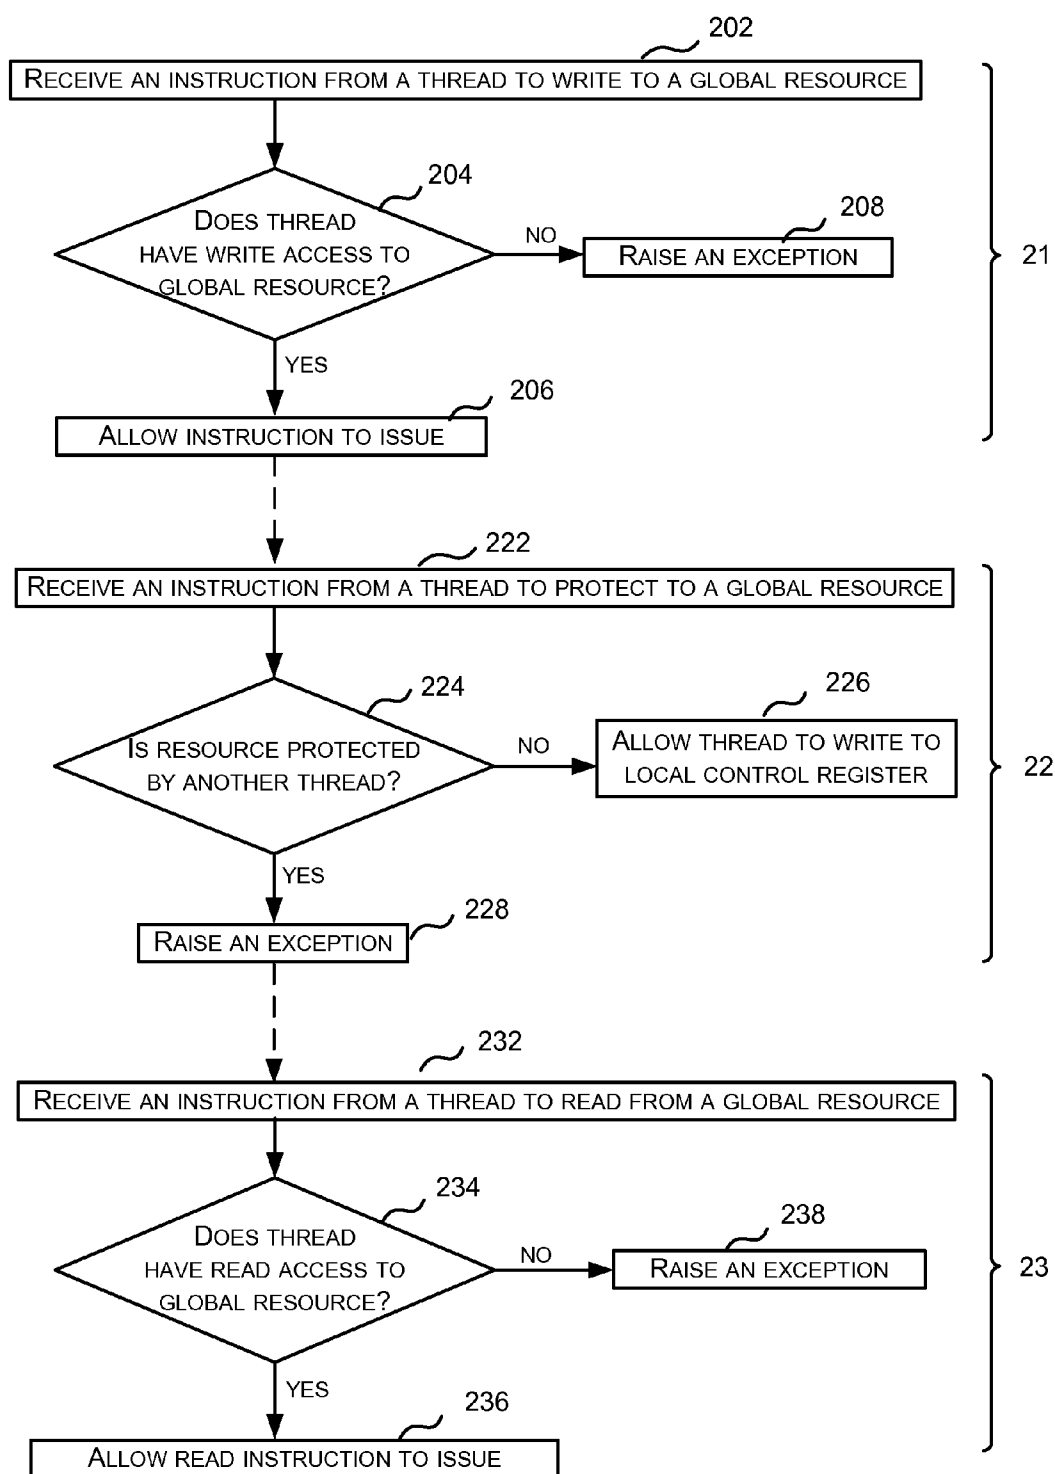 202
RECEIVE AN INSTRUCTION FROM A THREAD TO WRITE TO A GLOBAL RESOURCE
204
DOES THREAD
HAVE WRITE ACCESS TO
GLOBAL RESOURCE?
NO
208
RAISE AN EXCEPTION
21
YES
206
ALLOW INSTRUCTION TO ISSUE
222
RECEIVE AN INSTRUCTION FROM A THREAD TO PROTECT TO A GLOBAL RESOURCE
224
IS RESOURCE PROTECTED
BY ANOTHER THREAD?
NO
226
ALLOW THREAD TO WRITE TO
LOCAL CONTROL REGISTER
22
YES
228
RAISE AN EXCEPTION
232
RECEIVE AN INSTRUCTION FROM A THREAD TO READ FROM A GLOBAL RESOURCE
234
DOES THREAD
HAVE READ ACCESS TO
GLOBAL RESOURCE?
NO
238
RAISE AN EXCEPTION
23
YES
236
ALLOW READ INSTRUCTION TO ISSUE